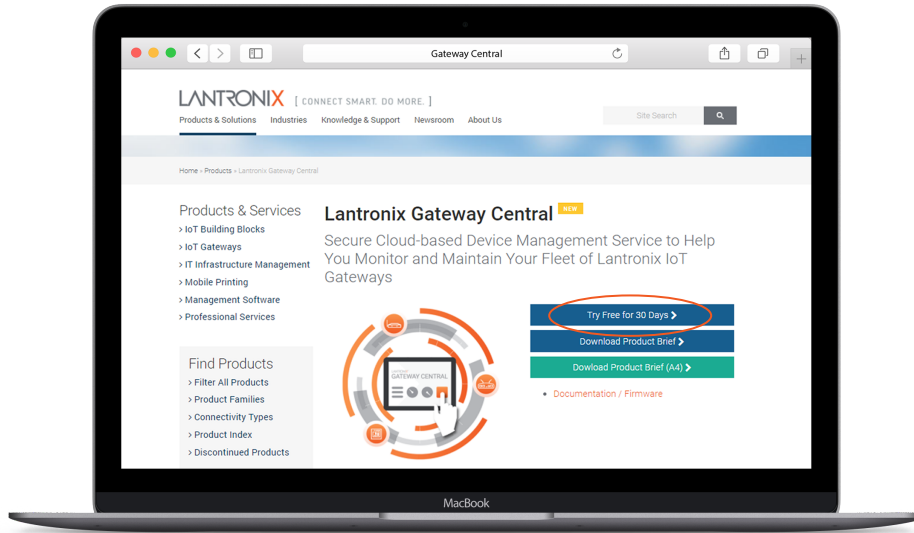 Gateway Central
LANTRONIX [ CONNECT SMART. DO MORE. ]
Products & Solutions Industries Knowledge & Support Newsroom About Us
Site Search
Home › Products › Lantronix Gateway Central
Products & Services
› IoT Building Blocks
› IoT Gateways
› IT Infrastructure Management
› Mobile Printing
› Management Software
› Professional Services
Find Products
› Filter All Products
› Product Families
› Connectivity Types
› Product Index
› Discontinued Products
Lantronix Gateway Central NEW
Secure Cloud-based Device Management Service to Help
You Monitor and Maintain Your Fleet of Lantronix IoT
Gateways
GATEWAY CENTRAL
Try Free for 30 Days ›
Download Product Brief ›
Dowload Product Brief (A4) ›
• Documentation / Firmware
MacBook